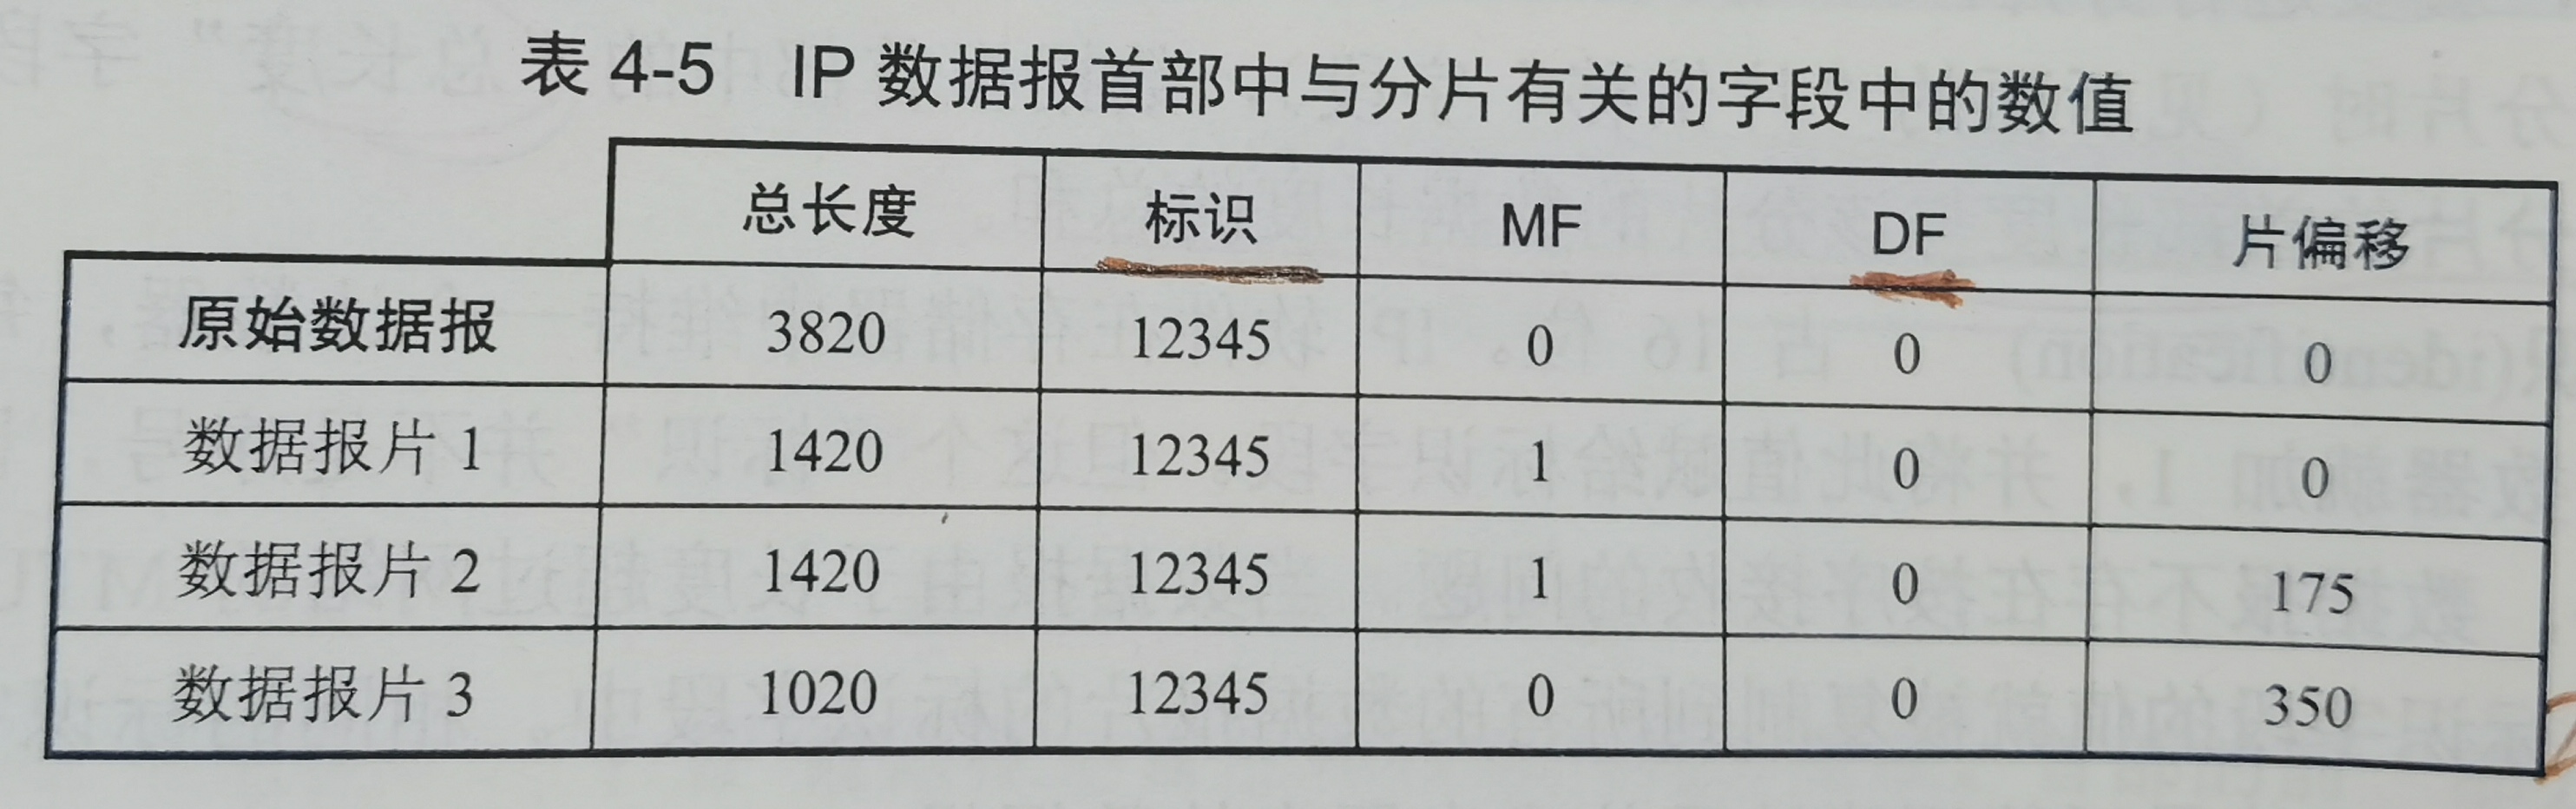 表 4-5 IP 数据报首部中与分片有关的字段中的数值
总长度 标识 MF DF 片偏移
原始数据报 3820 12345 0 0 0
数据报片 1 1420 12345 1 0 0
数据报片 2 1420 12345 1 0 175
数据报片 3 1020 12345 0 0 350